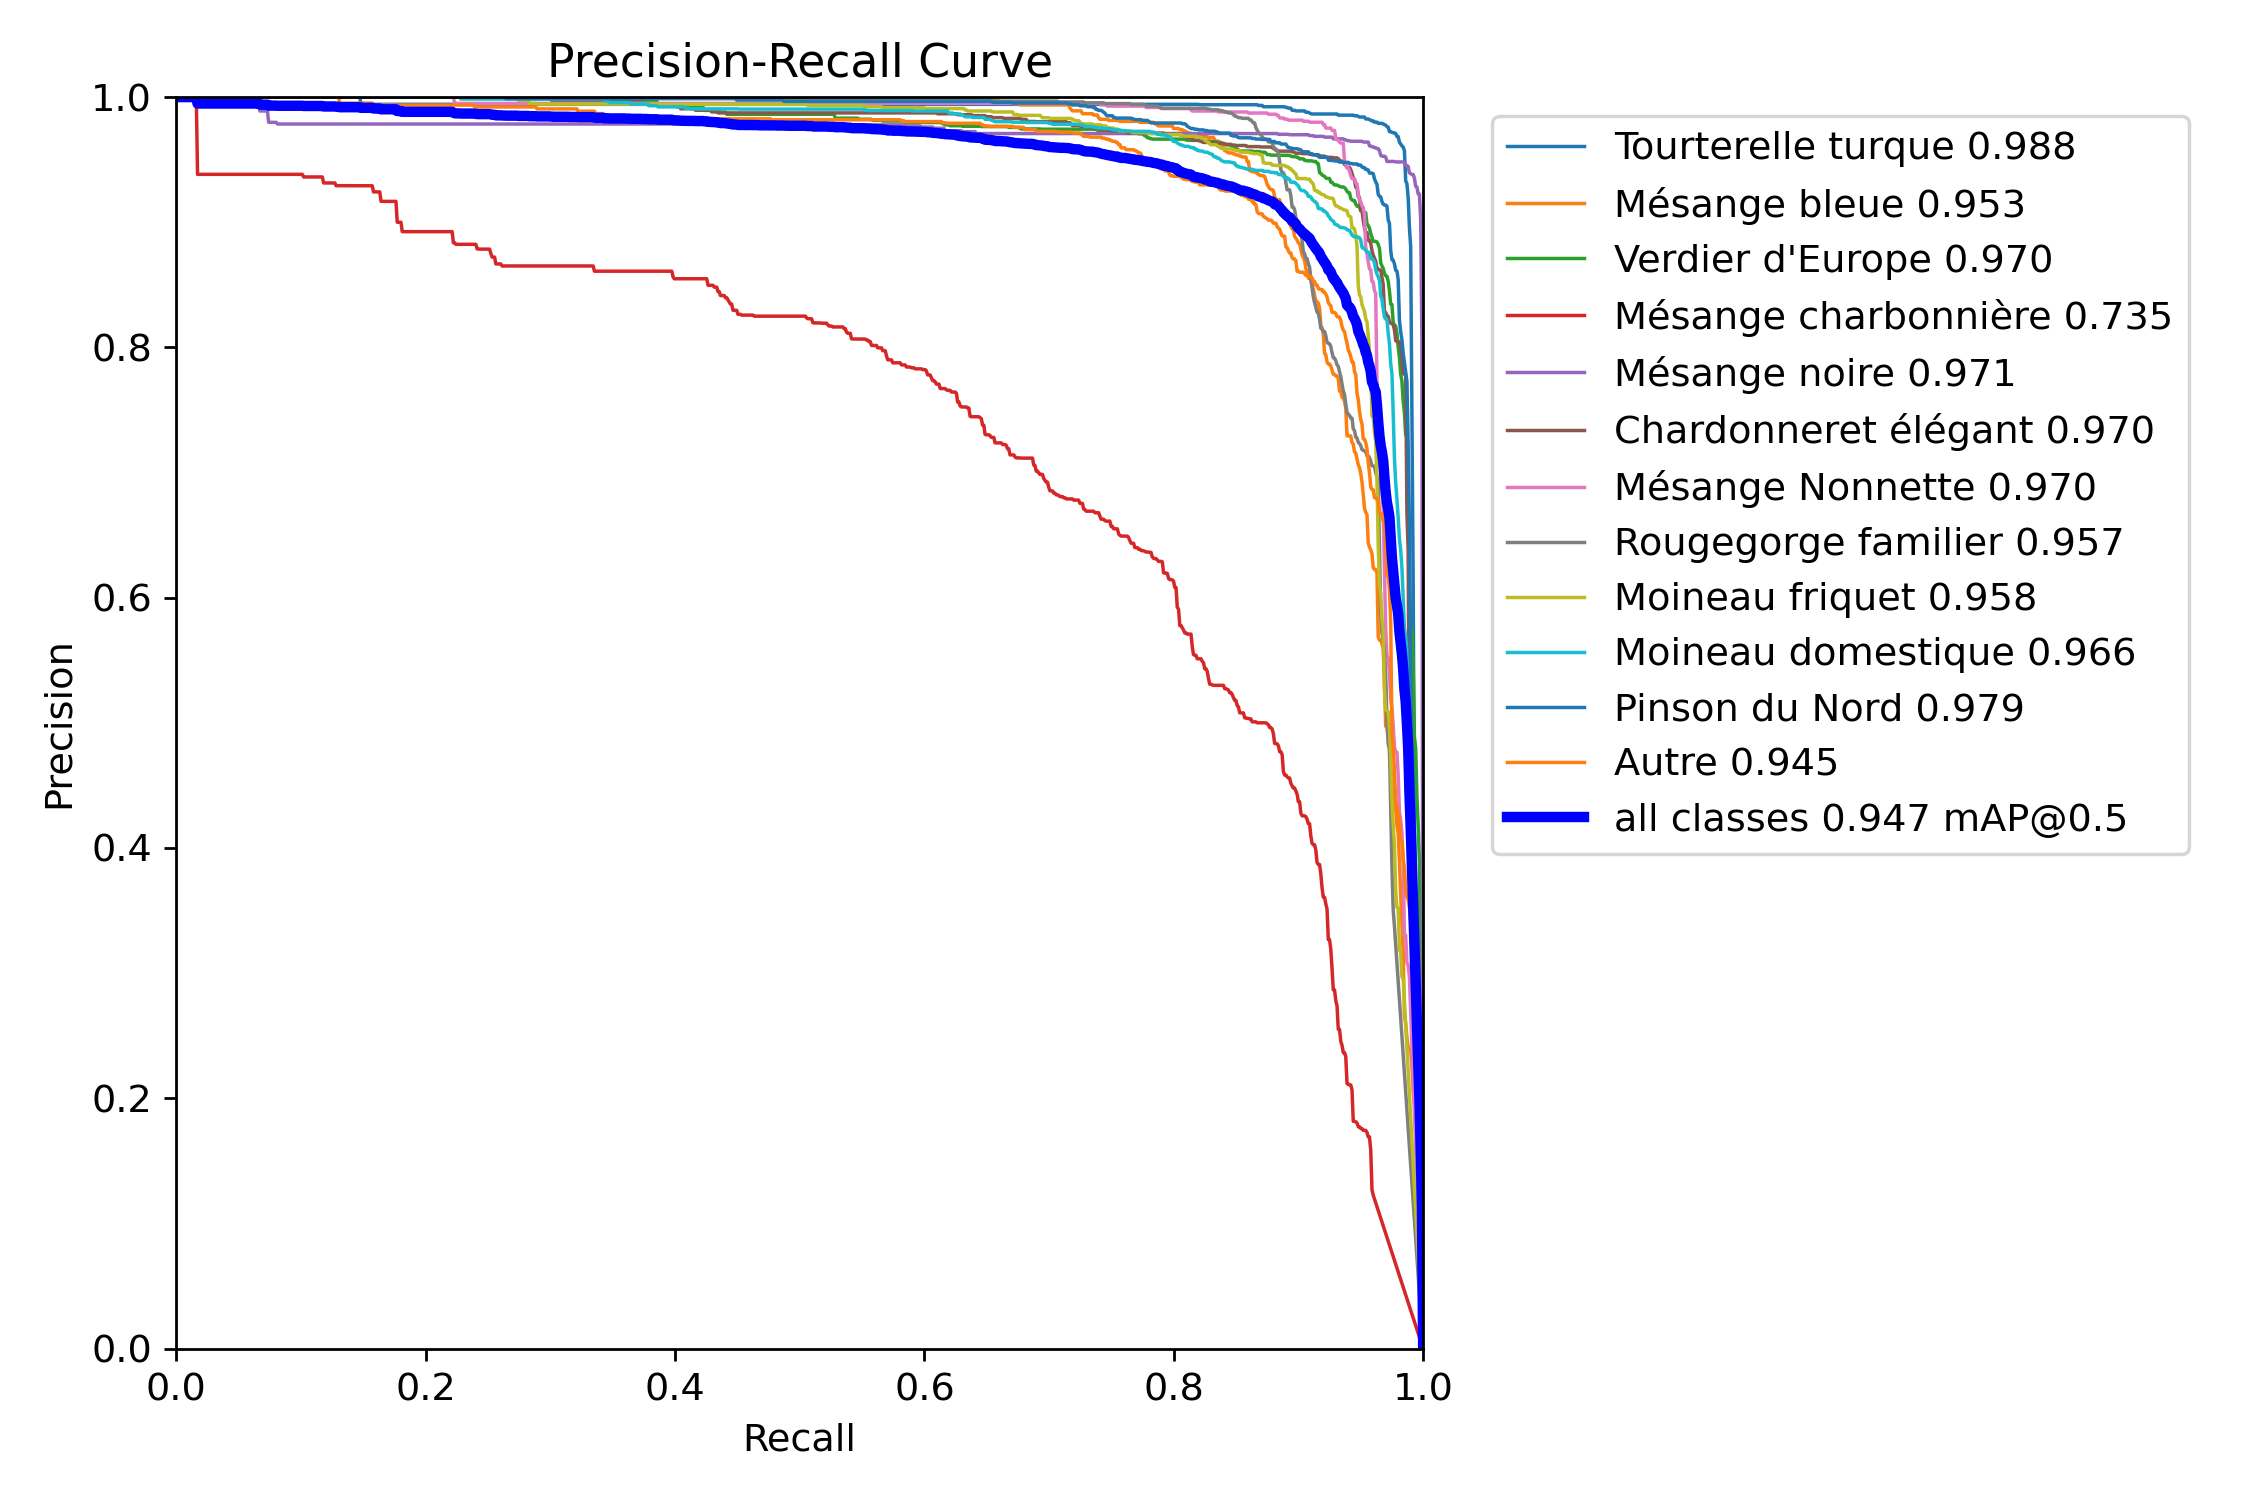 Precision-Recall Curve
1.0
0.8
0.6
0.4
0.2
0.0
Precision
0.0 0.2 0.4 0.6 0.8 1.0
Recall
Tourterelle turque 0.988
Mésange bleue 0.953
Verdier d'Europe 0.970
Mésange charbonnière 0.735
Mésange noire 0.971
Chardonneret élégant 0.970
Mésange Nonnette 0.970
Rougegorge familier 0.957
Moineau friquet 0.958
Moineau domestique 0.966
Pinson du Nord 0.979
Autre 0.945
all classes 0.947 mAP@0.5